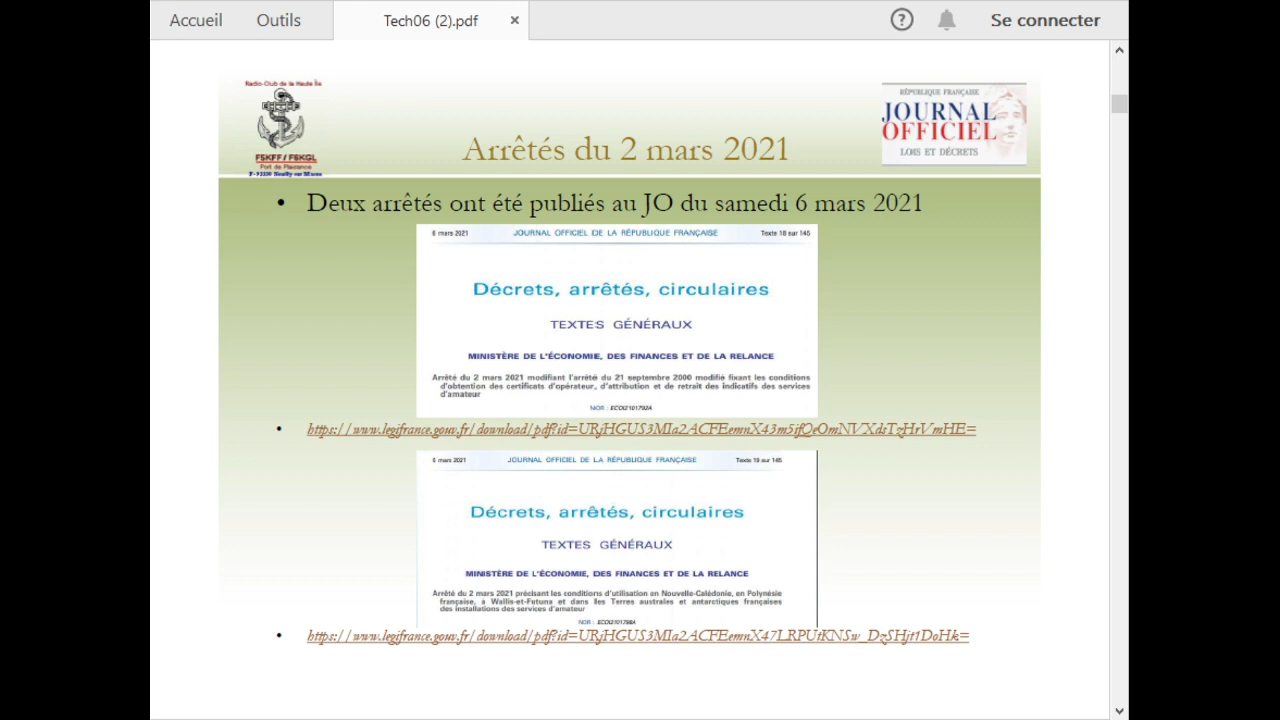 Accueil Outils Tech06 (2).pdf × ? Se connecter
Radio-Club de la Haute Île
F5KFF / F6KGL
Port de Plaisance
F-93330 Neuilly sur Marne
RÉPUBLIQUE FRANÇAISE
JOURNAL
OFFICIEL
LOIS ET DÉCRETS
Arrêtés du 2 mars 2021
• Deux arrêtés ont été publiés au JO du samedi 6 mars 2021
6 mars 2021 JOURNAL OFFICIEL DE LA RÉPUBLIQUE FRANÇAISE Texte 18 sur 145
Décrets, arrêtés, circulaires
TEXTES GÉNÉRAUX
MINISTÈRE DE L'ÉCONOMIE, DES FINANCES ET DE LA RELANCE
Arrêté du 2 mars 2021 modifiant l'arrêté du 21 septembre 2000 modifié fixant les conditions
d'obtention des certificats d'opérateur, d'attribution et de retrait des indicatifs des services
d'amateur
NOR : ECOI2101792A
• https://www.legifrance.gouv.fr/download/pdf?id=URjHGUS3MIa2ACFEemnX43m5ifQeOmNVXdsTzHrVmHE=
6 mars 2021 JOURNAL OFFICIEL DE LA RÉPUBLIQUE FRANÇAISE Texte 19 sur 145
Décrets, arrêtés, circulaires
TEXTES GÉNÉRAUX
MINISTÈRE DE L'ÉCONOMIE, DES FINANCES ET DE LA RELANCE
Arrêté du 2 mars 2021 précisant les conditions d'utilisation en Nouvelle-Calédonie, en Polynésie
française, à Wallis-et-Futuna et dans les Terres australes et antarctiques françaises
des installations des services d'amateur
NOR : ECOI2101798A
• https://www.legifrance.gouv.fr/download/pdf?id=URjHGUS3MIa2ACFEemnX47LRPUtKNSw_DzSHjt1DoHk=